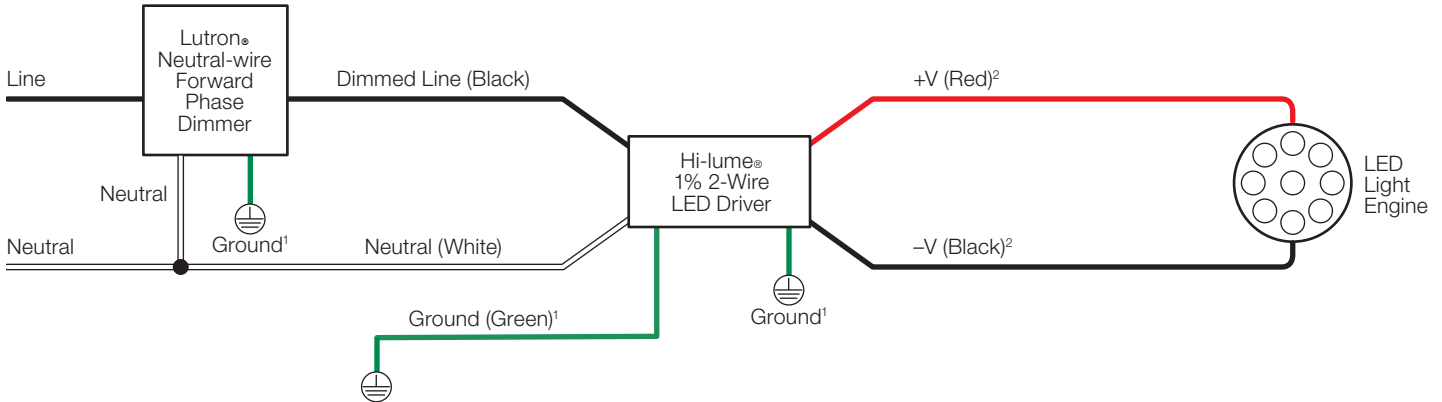 Lutron®
Neutral-wire
Forward
Phase
Dimmer
Line
Dimmed Line (Black)
+V (Red)²
Hi-lume®
1% 2-Wire
LED Driver
LED
Light
Engine
Neutral
Ground¹
Neutral
Neutral (White)
–V (Black)²
Ground (Green)¹
Ground¹